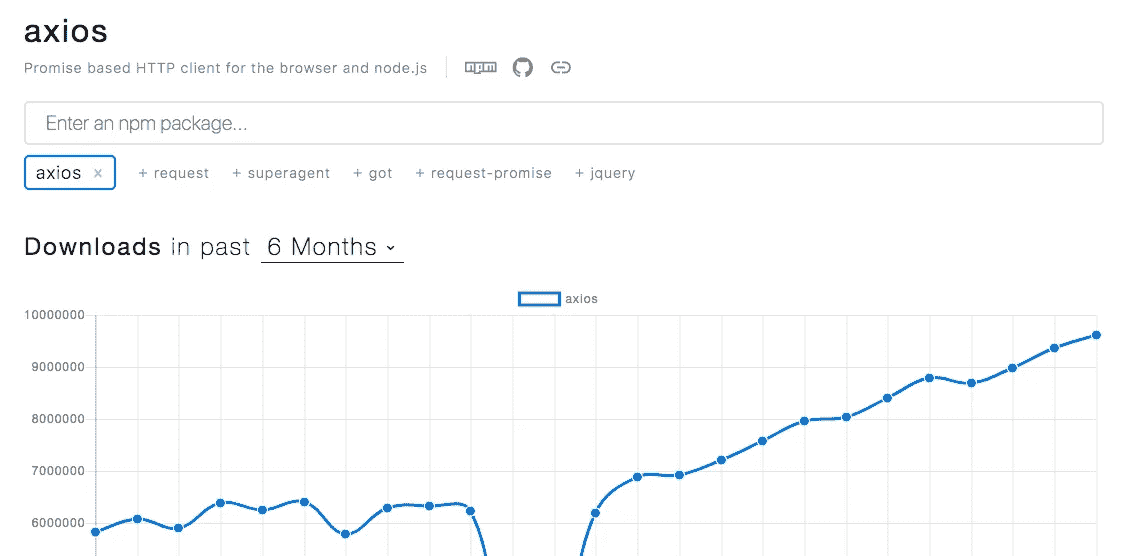 axios
Promise based HTTP client for the browser and node.js npm
Enter an npm package...
axios × + request + superagent + got + request-promise + jquery
Downloads in past 6 Months
axios
10000000
9000000
8000000
7000000
6000000